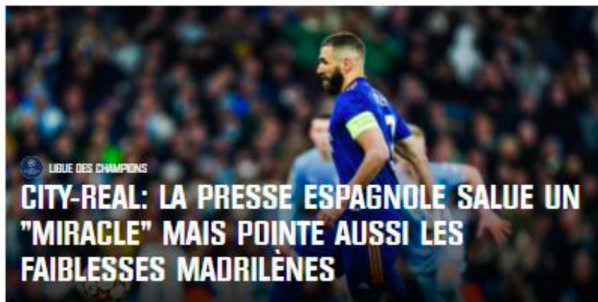 LIGUE DES CHAMPIONS
CITY-REAL: LA PRESSE ESPAGNOLE SALUE UN
"MIRACLE" MAIS POINTE AUSSI LES
FAIBLESSES MADRILÈNES